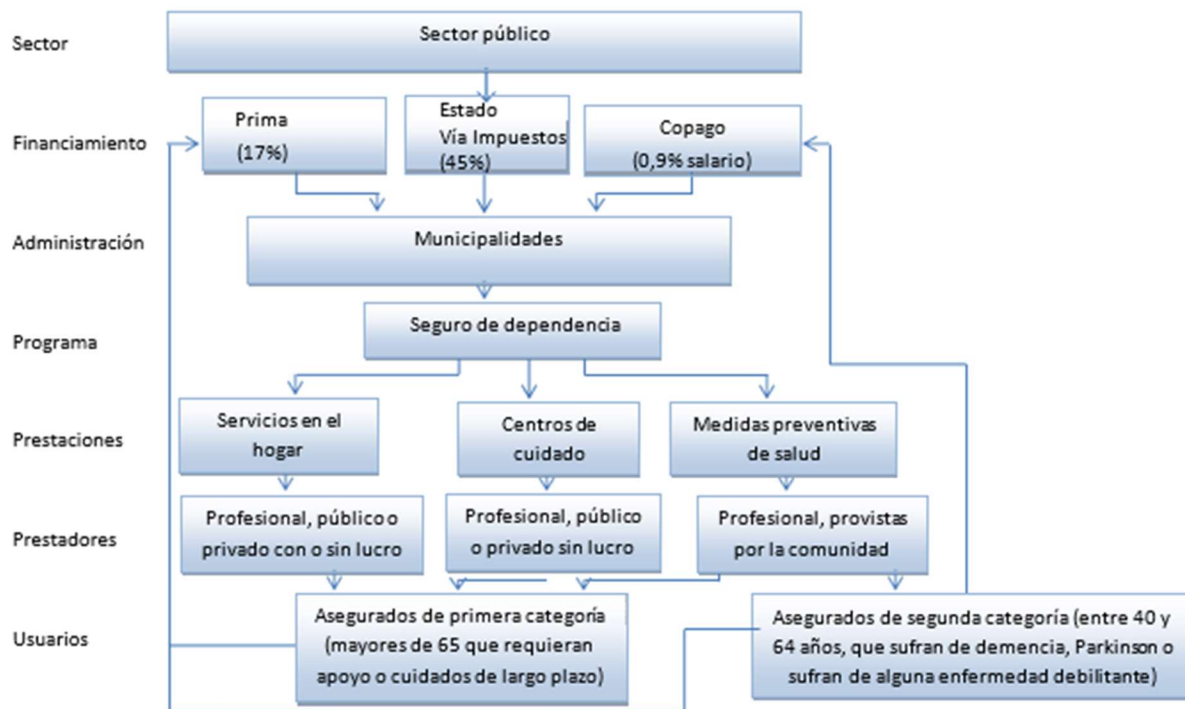 Sector
Sector público
Financiamiento
Prima
(17%)
Estado
Vía Impuestos
(45%)
Copago
(0,9% salario)
Administración
Municipalidades
Programa
Seguro de dependencia
Prestaciones
Servicios en el
hogar
Centros de
cuidado
Medidas preventivas
de salud
Prestadores
Profesional, público o
privado con o sin lucro
Profesional, público
o privado sin lucro
Profesional, provistas
por la comunidad
Usuarios
Asegurados de primera categoría
(mayores de 65 que requieran
apoyo o cuidados de largo plazo)
Asegurados de segunda categoría (entre 40 y
64 años, que sufran de demencia, Parkinson o
sufran de alguna enfermedad debilitante)